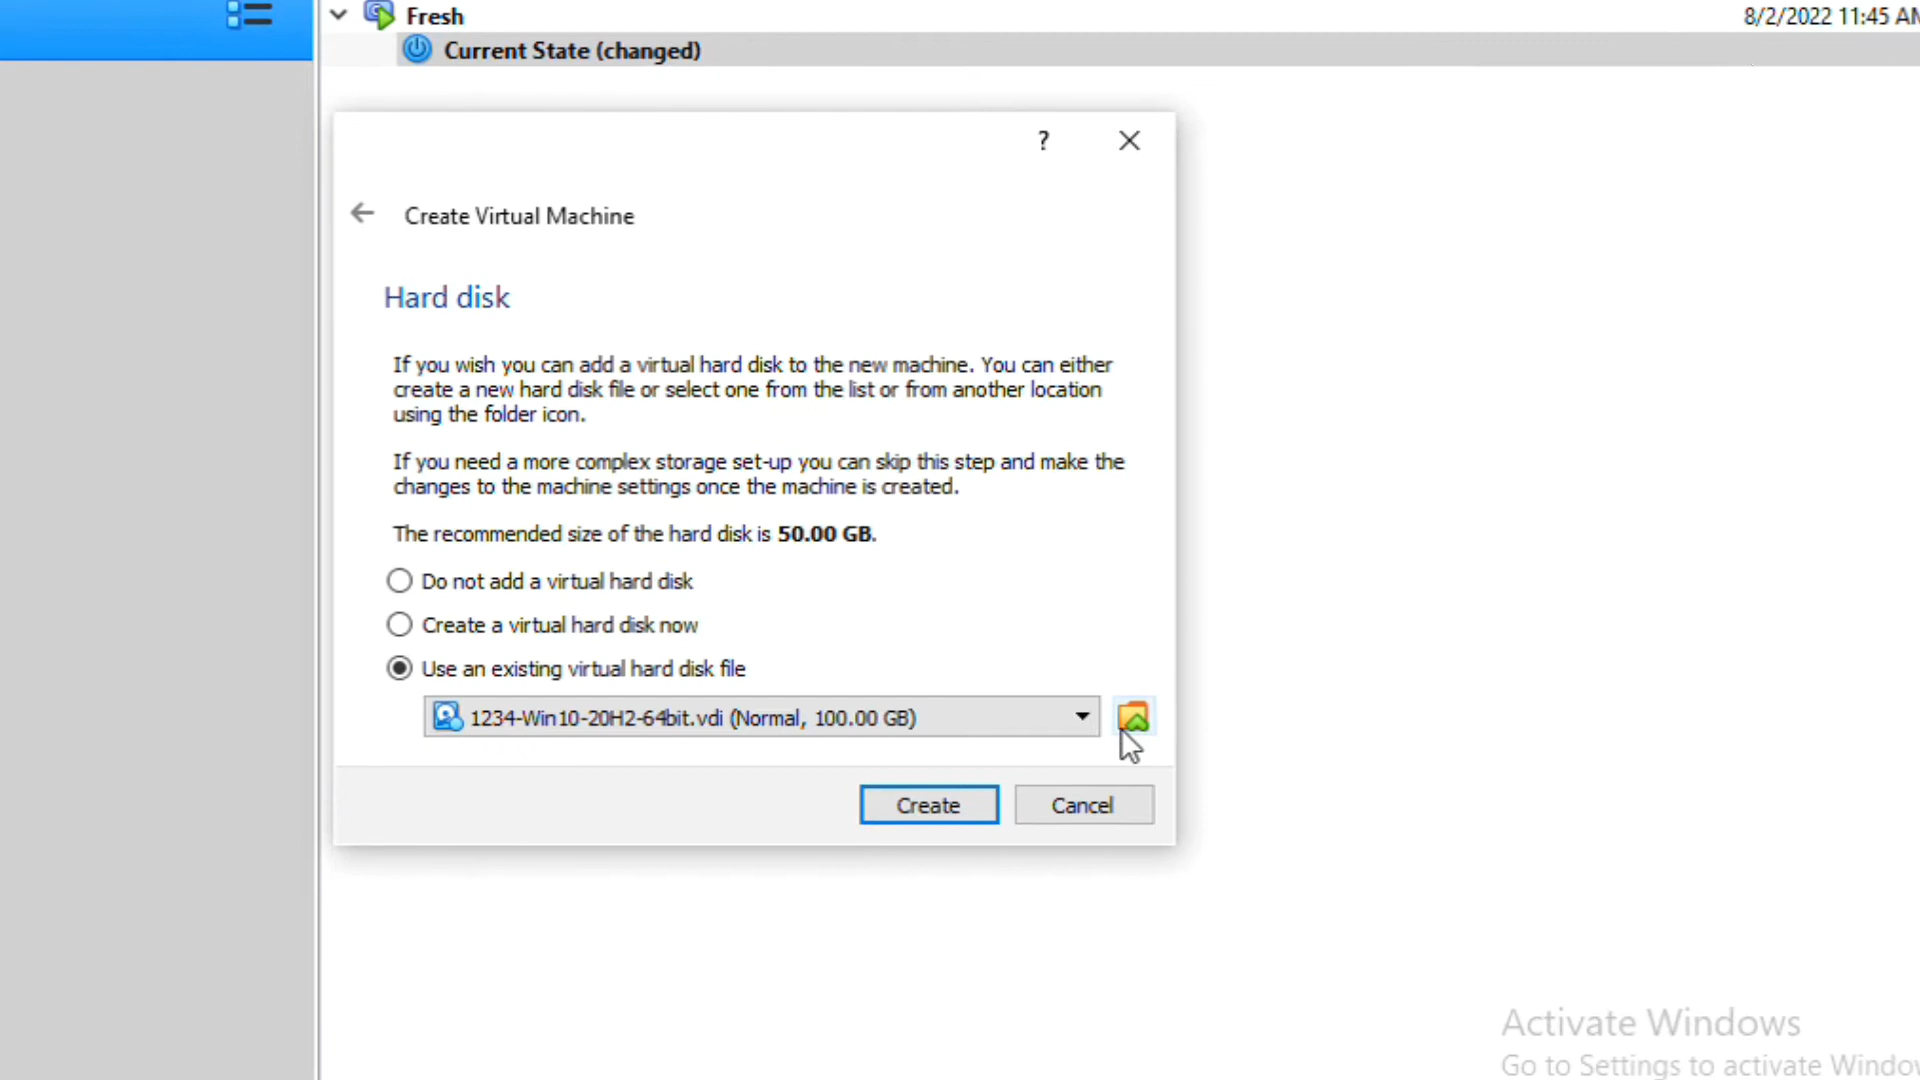 Fresh
8/2/2022 11:45 AM
Current State (changed)
?
Create Virtual Machine
Hard disk
If you wish you can add a virtual hard disk to the new machine. You can either
create a new hard disk file or select one from the list or from another location
using the folder icon.
If you need a more complex storage set-up you can skip this step and make the
changes to the machine settings once the machine is created.
The recommended size of the hard disk is 50.00 GB.
Do not add a virtual hard disk
Create a virtual hard disk now
Use an existing virtual hard disk file
1234-Win10-20H2-64bit.vdi (Normal, 100.00 GB)
Create
Cancel
Activate Windows
Go to Settings to activate Window